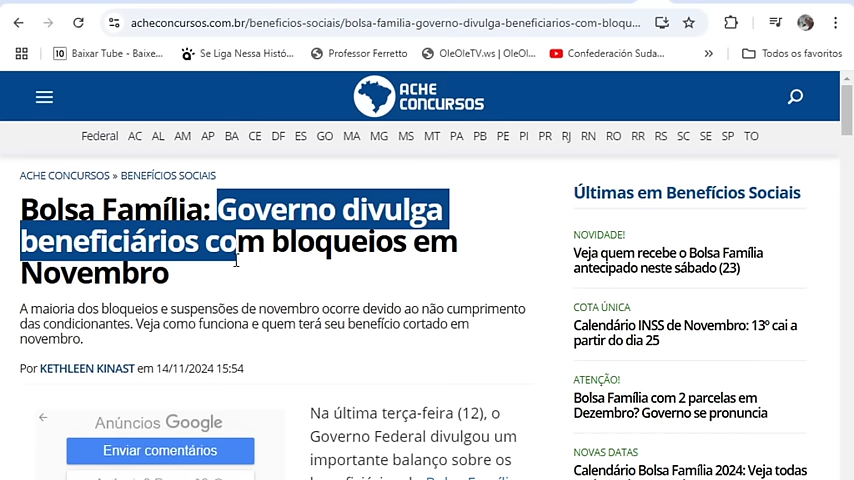 acheconcursos.com.br/beneficios-sociais/bolsa-familia-governo-divulga-beneficiarios-com-bloqu...
Baixar Tube - Baixe...
Se Liga Nessa Histó...
Professor Ferretto
OleOleTV.ws | OleOl...
Confederación Suda...
»
Todos os favoritos
ACHE
CONCURSOS
Federal AC AL AM AP BA CE DF ES GO MA MG MS MT PA PB PE PI PR RJ RN RO RR RS SC SE SP TO
ACHE CONCURSOS » BENEFÍCIOS SOCIAIS
Bolsa Família: Governo divulga
beneficiários com bloqueios em
Novembro
A maioria dos bloqueios e suspensões de novembro ocorre devido ao não cumprimento
das condicionantes. Veja como funciona e quem terá seu benefício cortado em
novembro.
Por KETHLEEN KINAST em 14/11/2024 15:54
Anúncios Google
Enviar comentários
Na última terça-feira (12), o
Governo Federal divulgou um
importante balanço sobre os
Últimas em Benefícios Sociais
NOVIDADE!
Veja quem recebe o Bolsa Família
antecipado neste sábado (23)
COTA ÚNICA
Calendário INSS de Novembro: 13º cai a
partir do dia 25
ATENÇÃO!
Bolsa Família com 2 parcelas em
Dezembro? Governo se pronuncia
NOVAS DATAS
Calendário Bolsa Família 2024: Veja todas